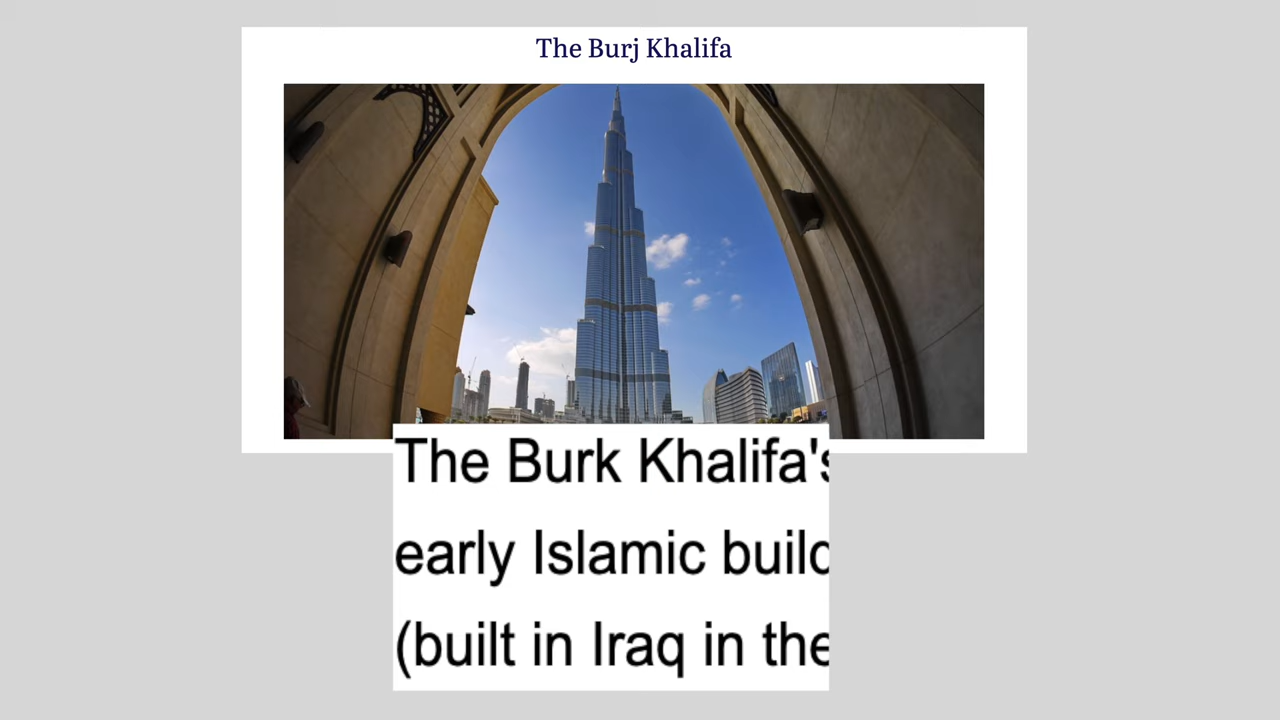 The Burj Khalifa
The Burk Khalifa's
early Islamic
(built in Iraq in the